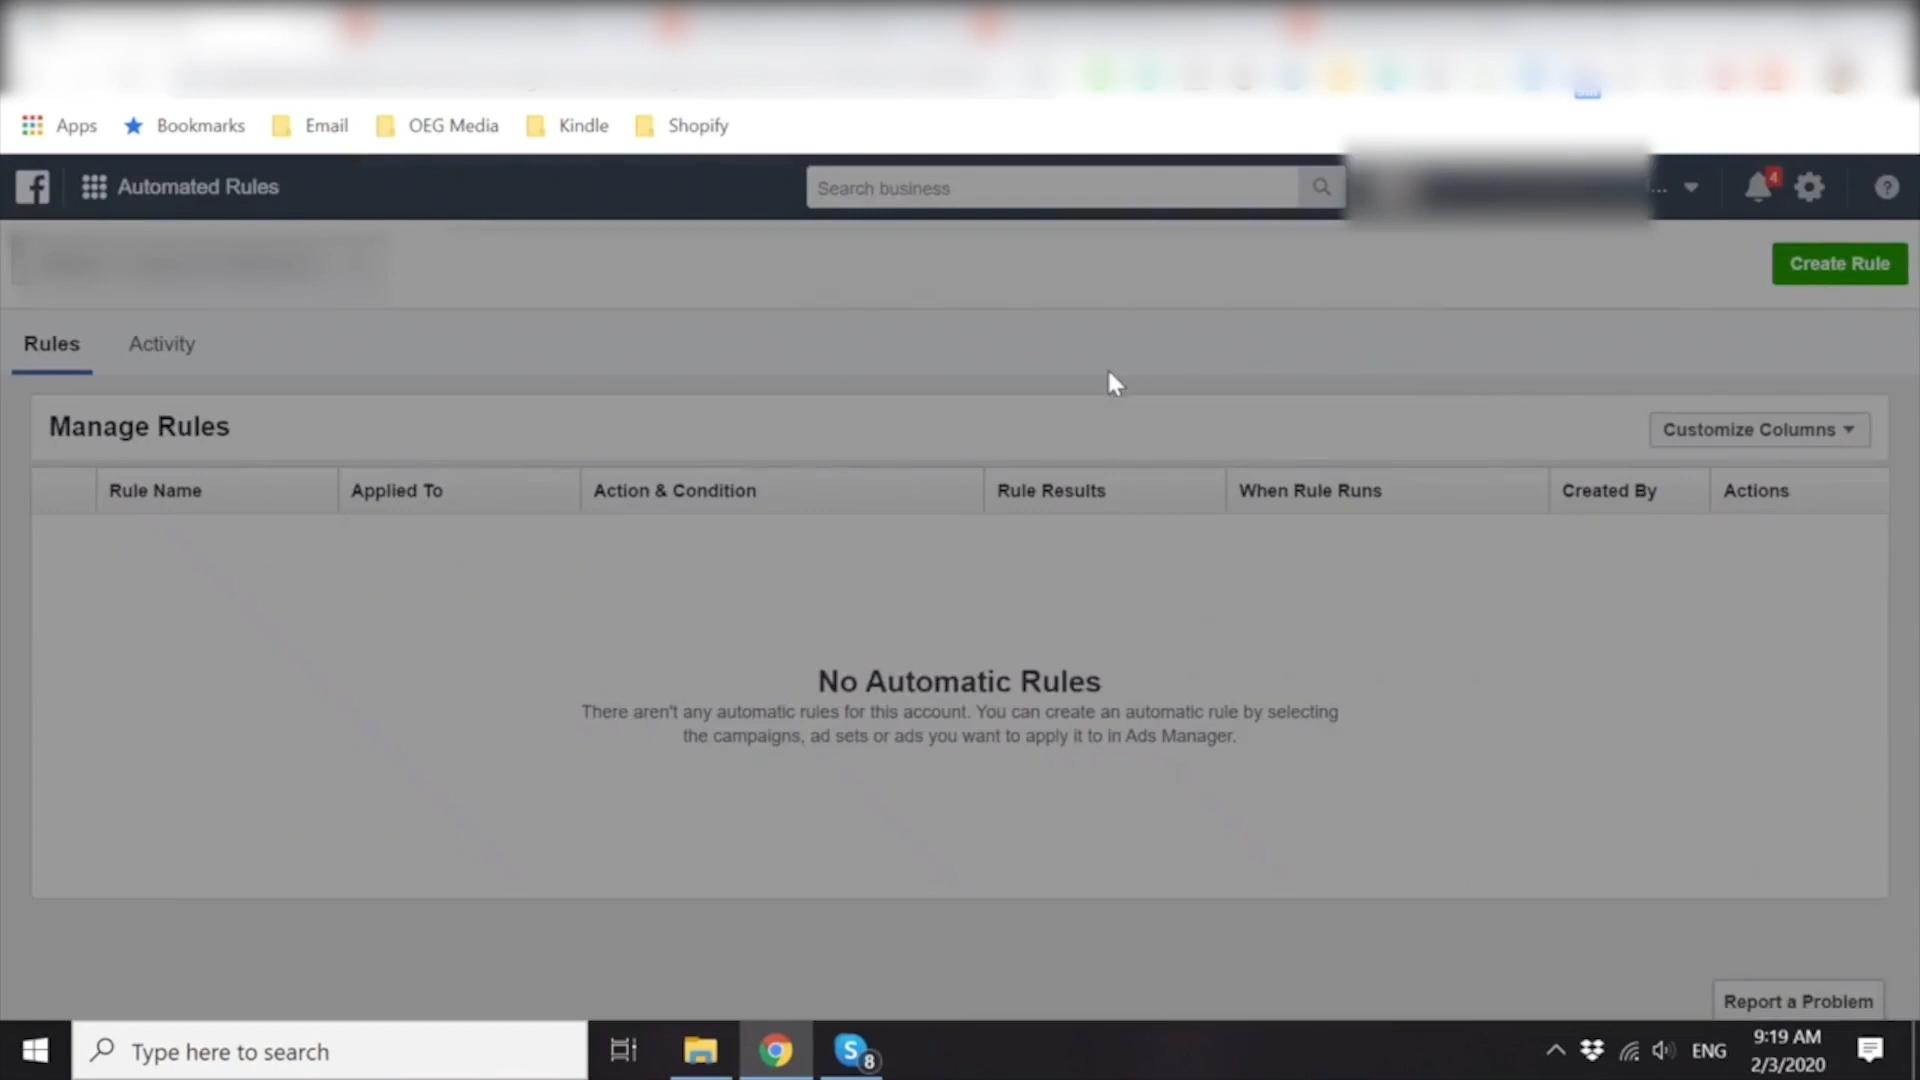 Apps
Bookmarks
Email
OEG Media
Kindle
Shopify
Automated Rules
Search business
...
4
Create Rule
Rules
Activity
Manage Rules
Customize Columns
Rule Name
Applied To
Action & Condition
Rule Results
When Rule Runs
Created By
Actions
No Automatic Rules
There aren't any automatic rules for this account. You can create an automatic rule by selecting
the campaigns, ad sets or ads you want to apply it to in Ads Manager.
Report a Problem
Type here to search
8
ENG
9:19 AM
2/3/2020